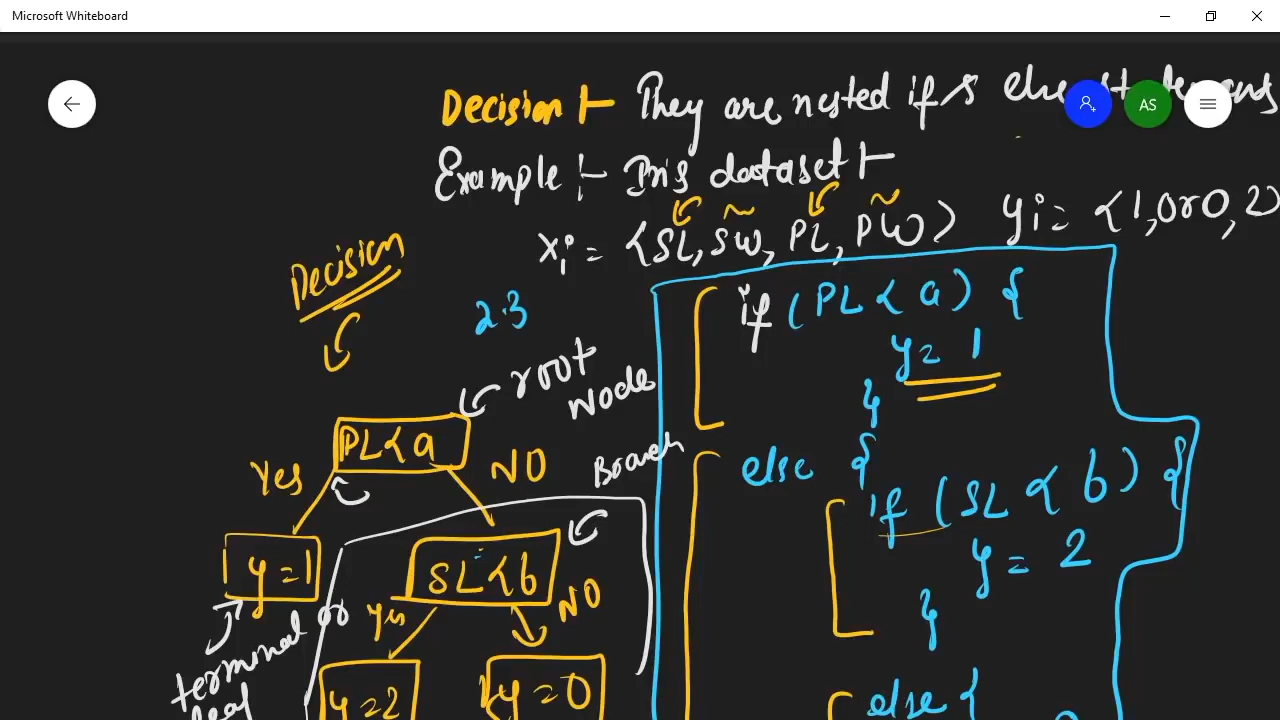 Microsoft Whiteboard
Decision :- They are nested if's else
AS
Example :- Iris dataset :-
xi = <SL, SW, PL, PW> yi = {1, or 0, 2}
Decision
2.3
root
Node
PL < a
Yes
NO
Branch
y = 1
SL < b
Yes
NO
terminal or
leaf
y = 2
y = 0
if (PL < a) {
y = 1
}
else {
if (SL < b) {
y = 2
}
else {